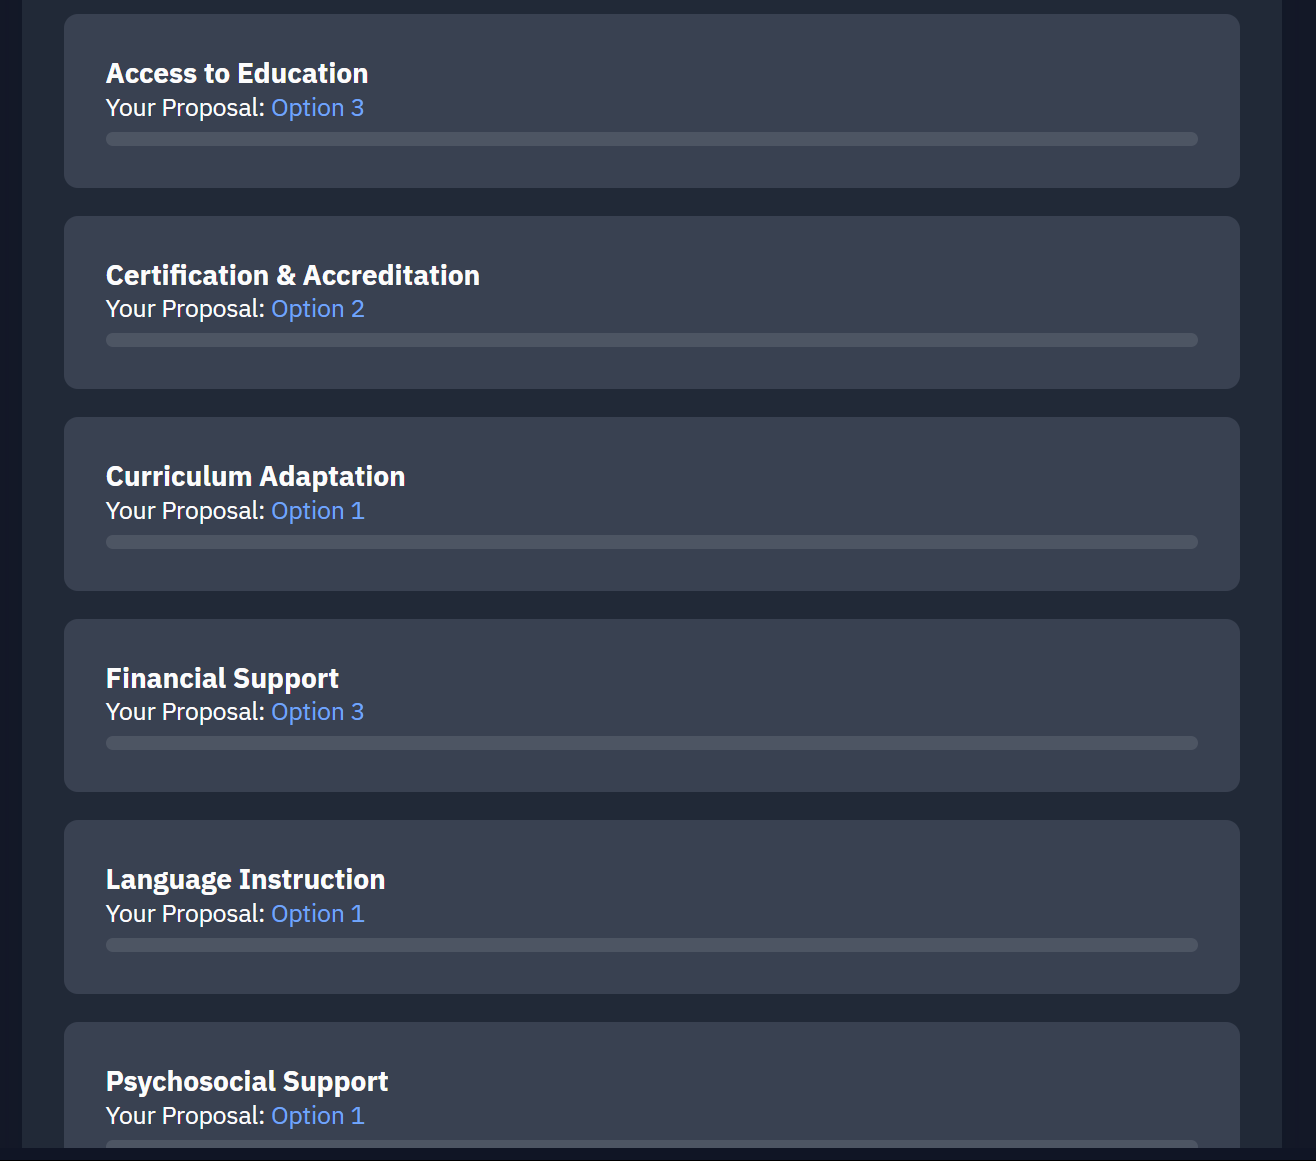 Access to Education
Your Proposal: Option 3
Certification & Accreditation
Your Proposal: Option 2
Curriculum Adaptation
Your Proposal: Option 1
Financial Support
Your Proposal: Option 3
Language Instruction
Your Proposal: Option 1
Psychosocial Support
Your Proposal: Option 1